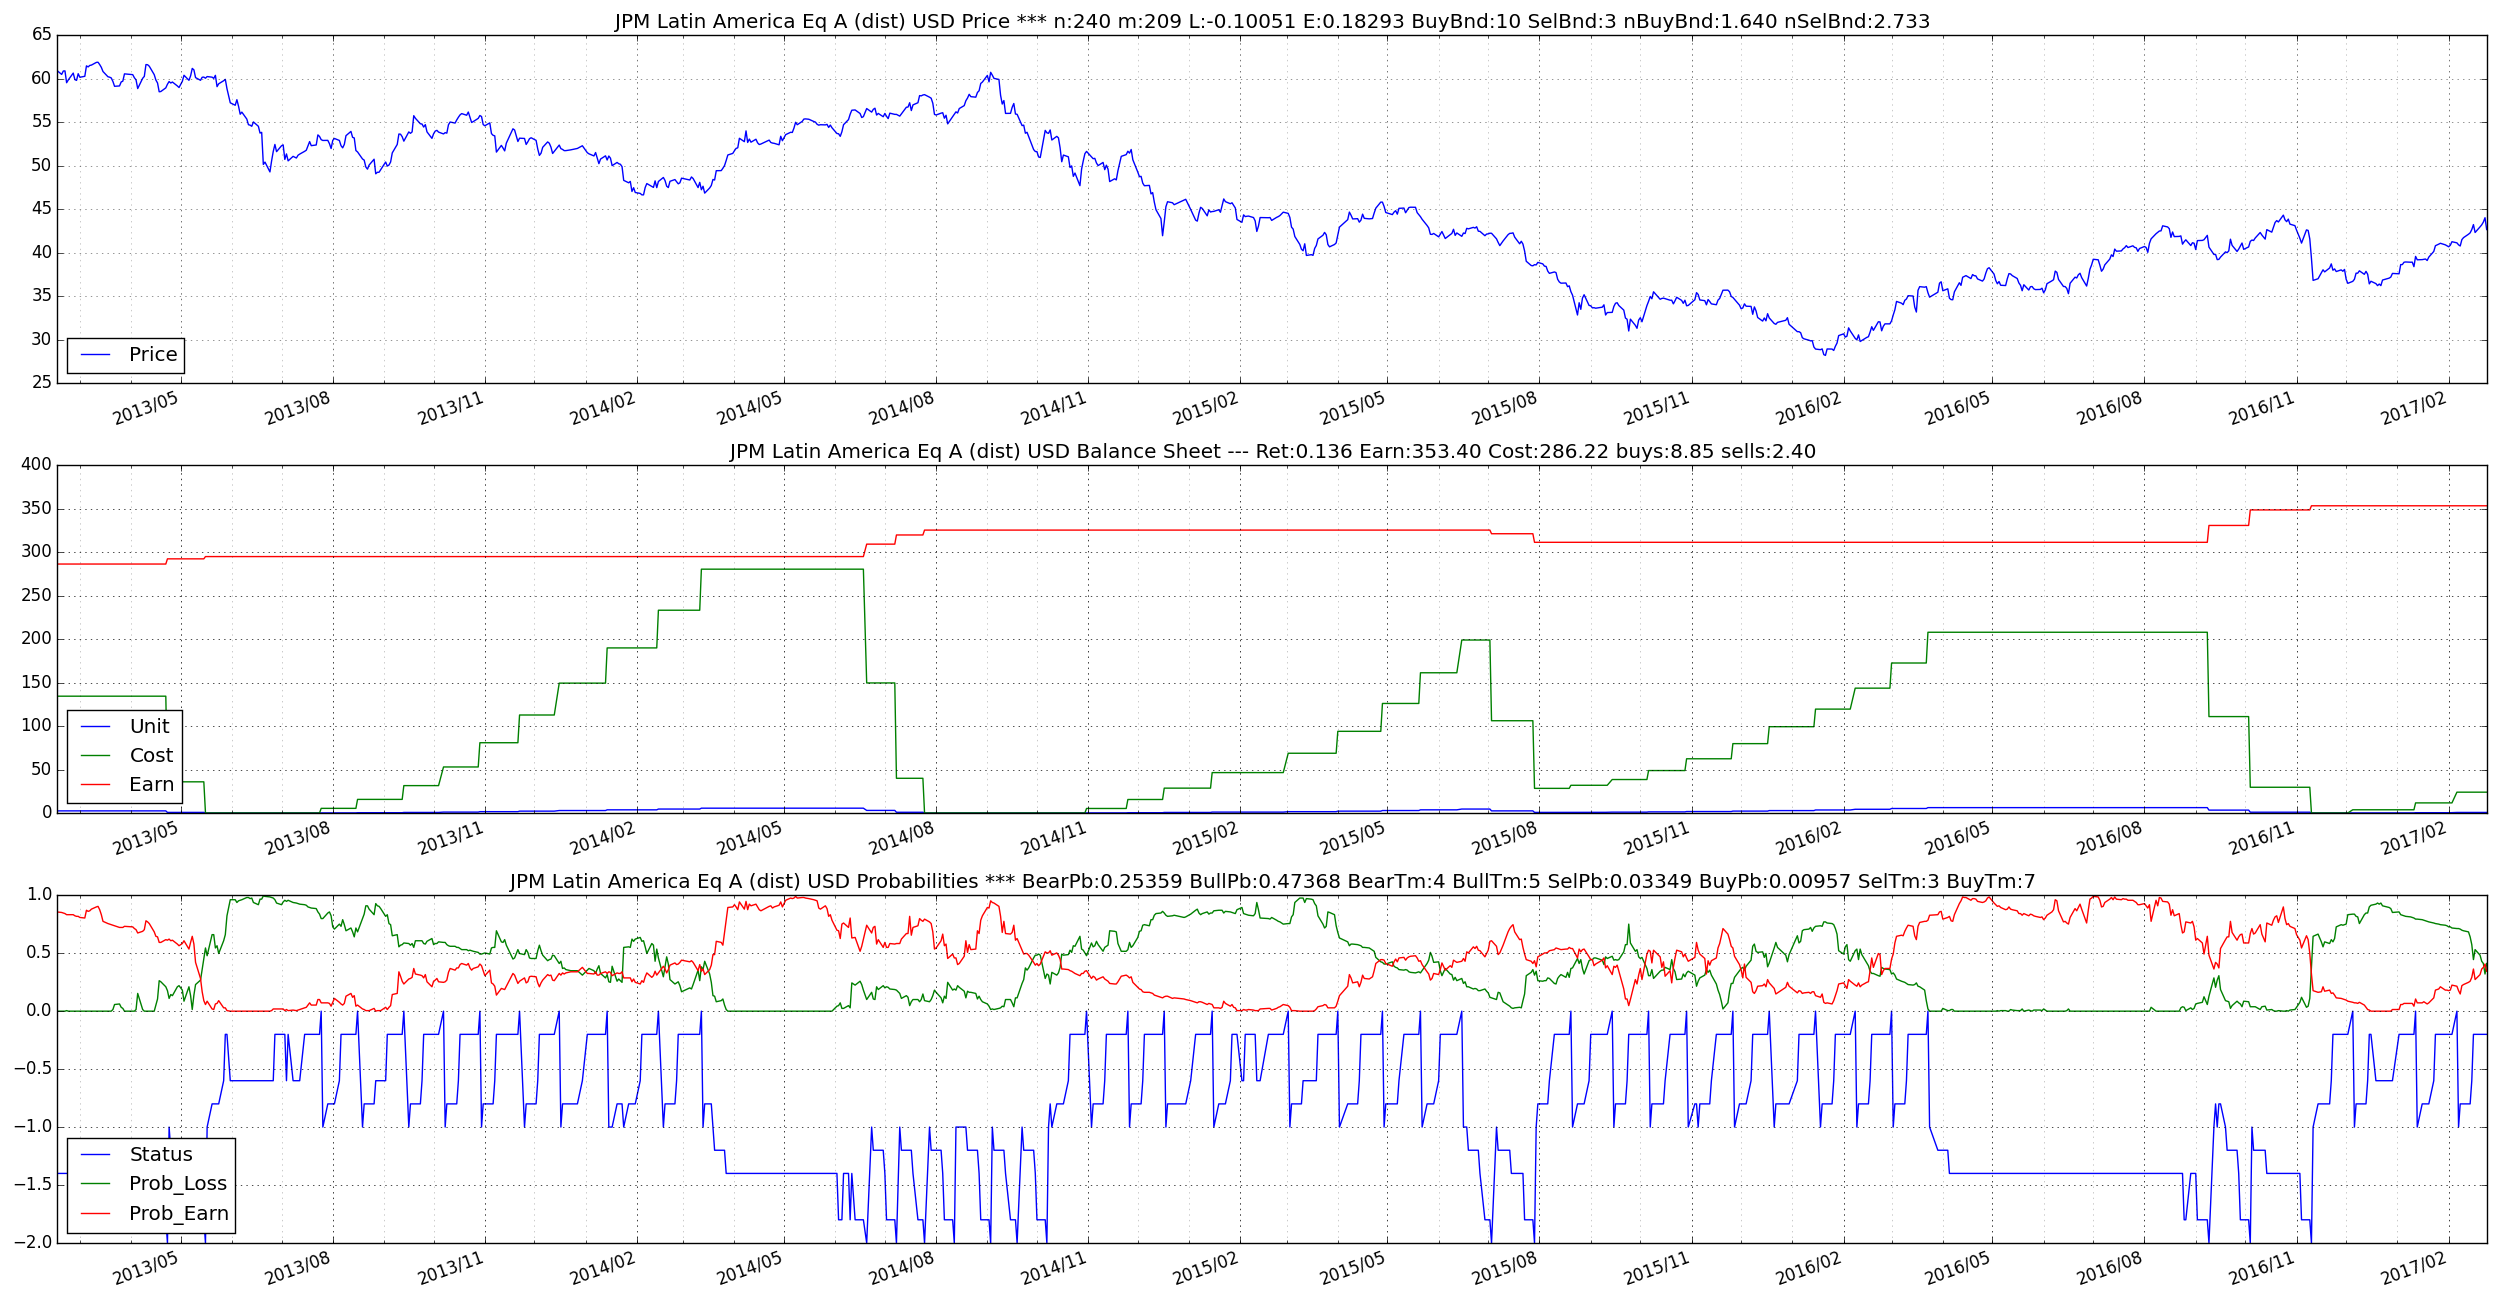 JPM Latin America Eq A (dist) USD Price *** n:240 m:209 L:-0.10051 E:0.18293 BuyBnd:10 SelBnd:3 nBuyBnd:1.640 nSelBnd:2.733
65
60
55
50
45
40
35
30
25
Price
2013/05 2013/08 2013/11 2014/02 2014/05 2014/08 2014/11 2015/02 2015/05 2015/08 2015/11 2016/02 2016/05 2016/08 2016/11 2017/02
JPM Latin America Eq A (dist) USD Balance Sheet --- Ret:0.136 Earn:353.40 Cost:286.22 buys:8.85 sells:2.40
400
350
300
250
200
150
100
50
0
Unit
Cost
Earn
2013/05 2013/08 2013/11 2014/02 2014/05 2014/08 2014/11 2015/02 2015/05 2015/08 2015/11 2016/02 2016/05 2016/08 2016/11 2017/02
JPM Latin America Eq A (dist) USD Probabilities *** BearPb:0.25359 BullPb:0.47368 BearTm:4 BullTm:5 SelPb:0.03349 BuyPb:0.00957 SelTm:3 BuyTm:7
1.0
0.5
0.0
−0.5
−1.0
−1.5
−2.0
Status
Prob_Loss
Prob_Earn
2013/05 2013/08 2013/11 2014/02 2014/05 2014/08 2014/11 2015/02 2015/05 2015/08 2015/11 2016/02 2016/05 2016/08 2016/11 2017/02